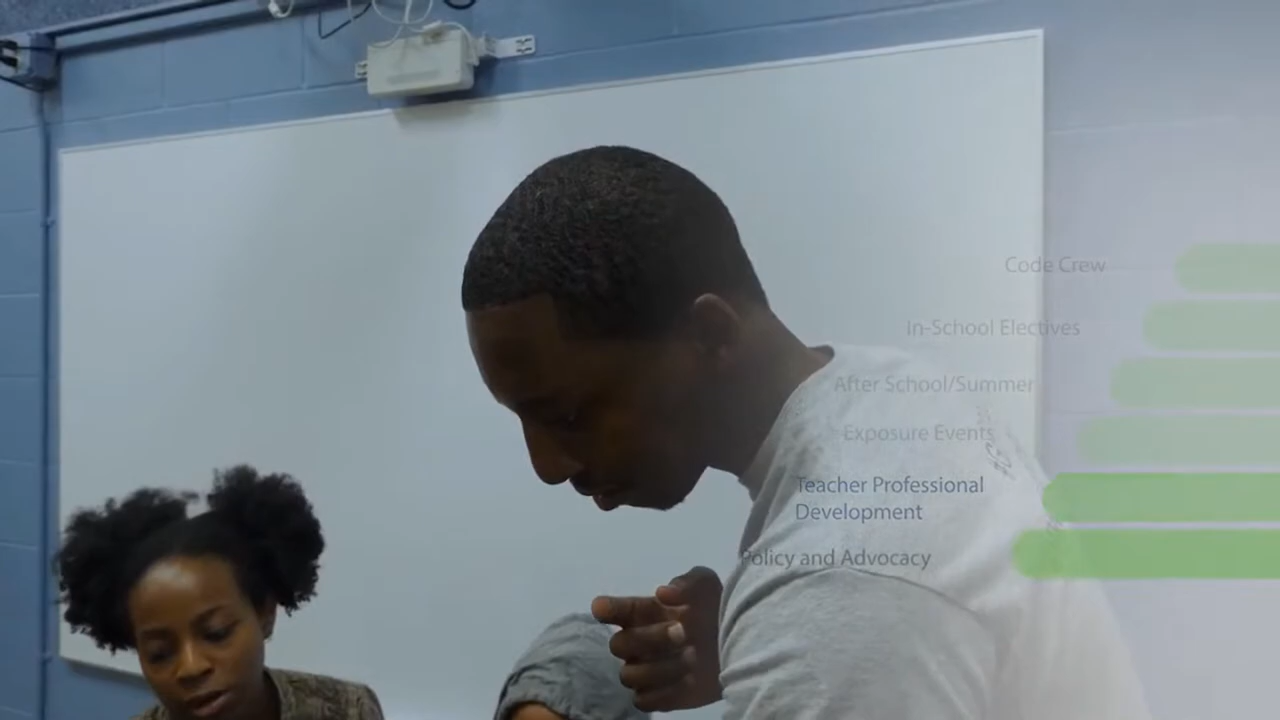 Code Crew
In-School Electives
After School/Summer
Exposure Events
Teacher Professional
Development
Policy and Advocacy